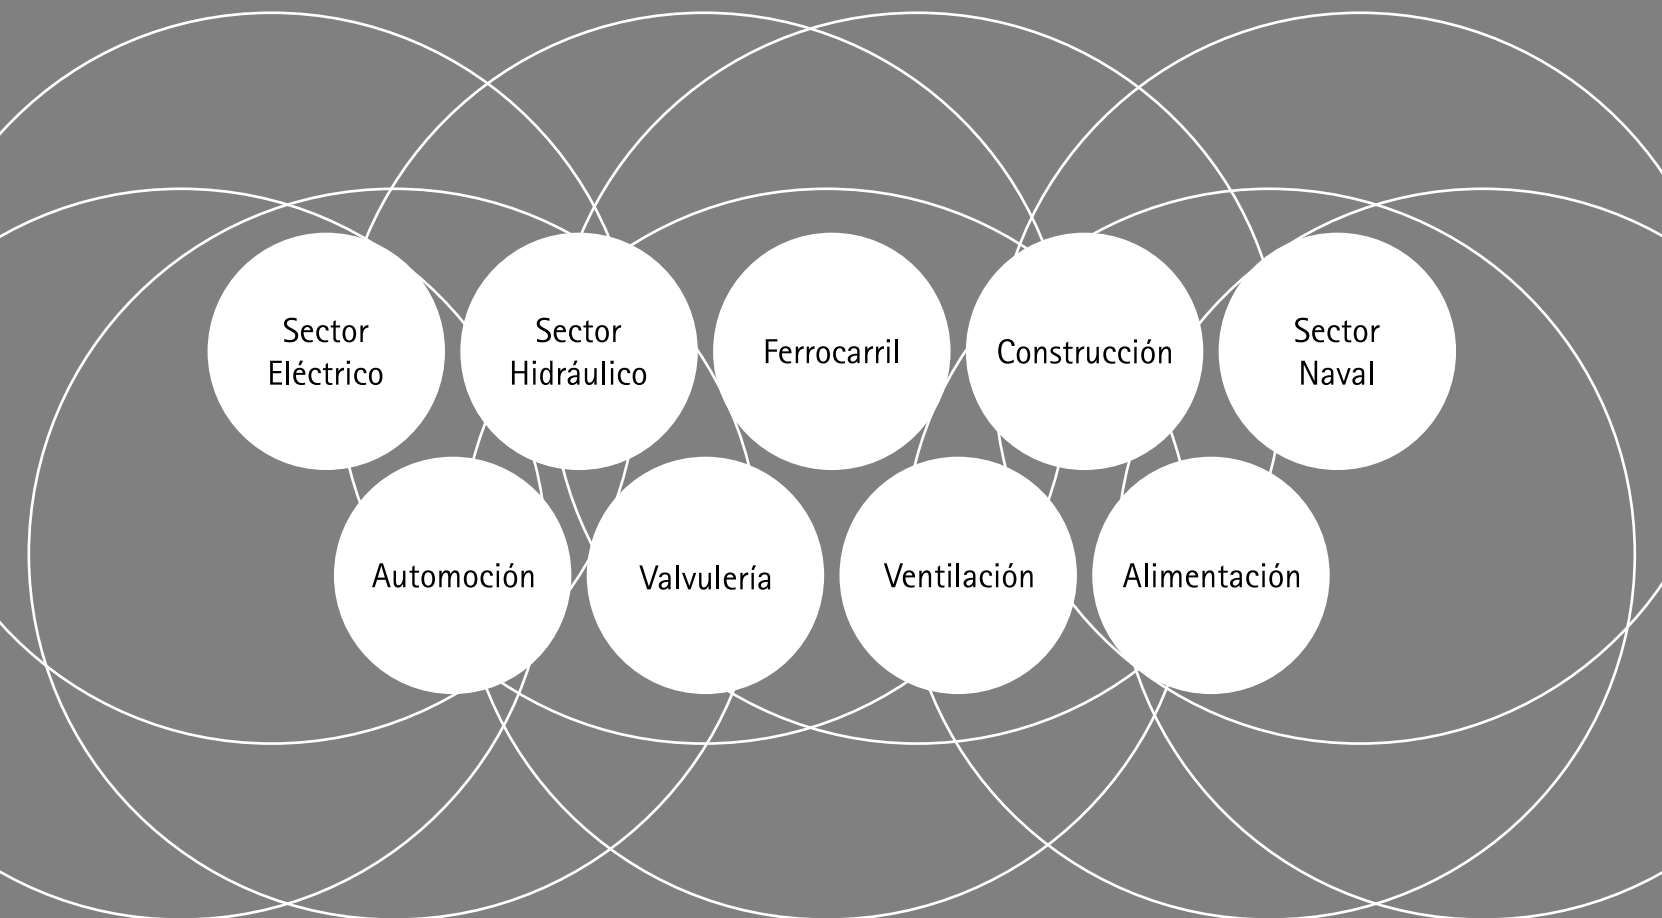 Sector
Eléctrico
Sector
Hidráulico
Ferrocarril
Construcción
Sector
Naval
Automoción
Valvulería
Ventilación
Alimentación